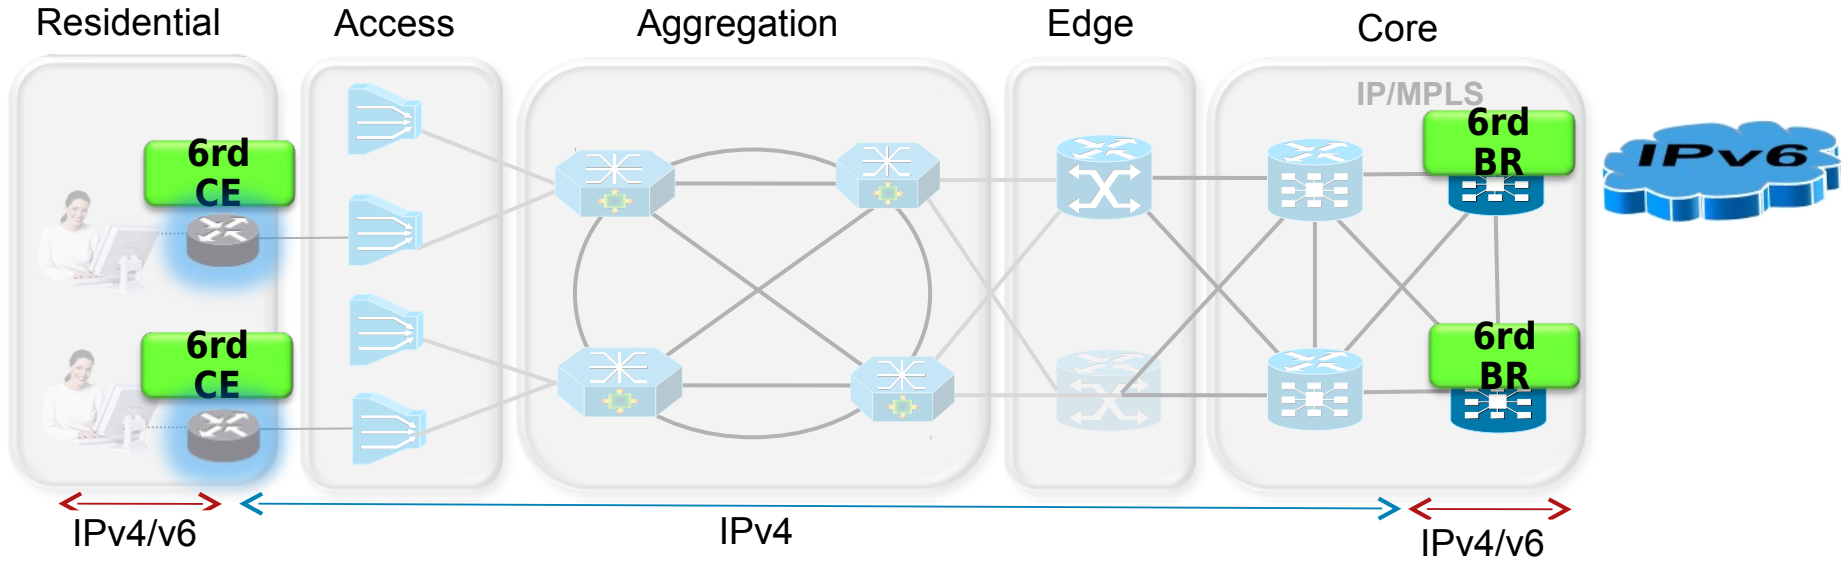 Residential
Access
Aggregation
Edge
Core
IP/MPLS
6rd
BR
IPv6
6rd
CE
6rd
CE
6rd
BR
IPv4/v6
IPv4
IPv4/v6